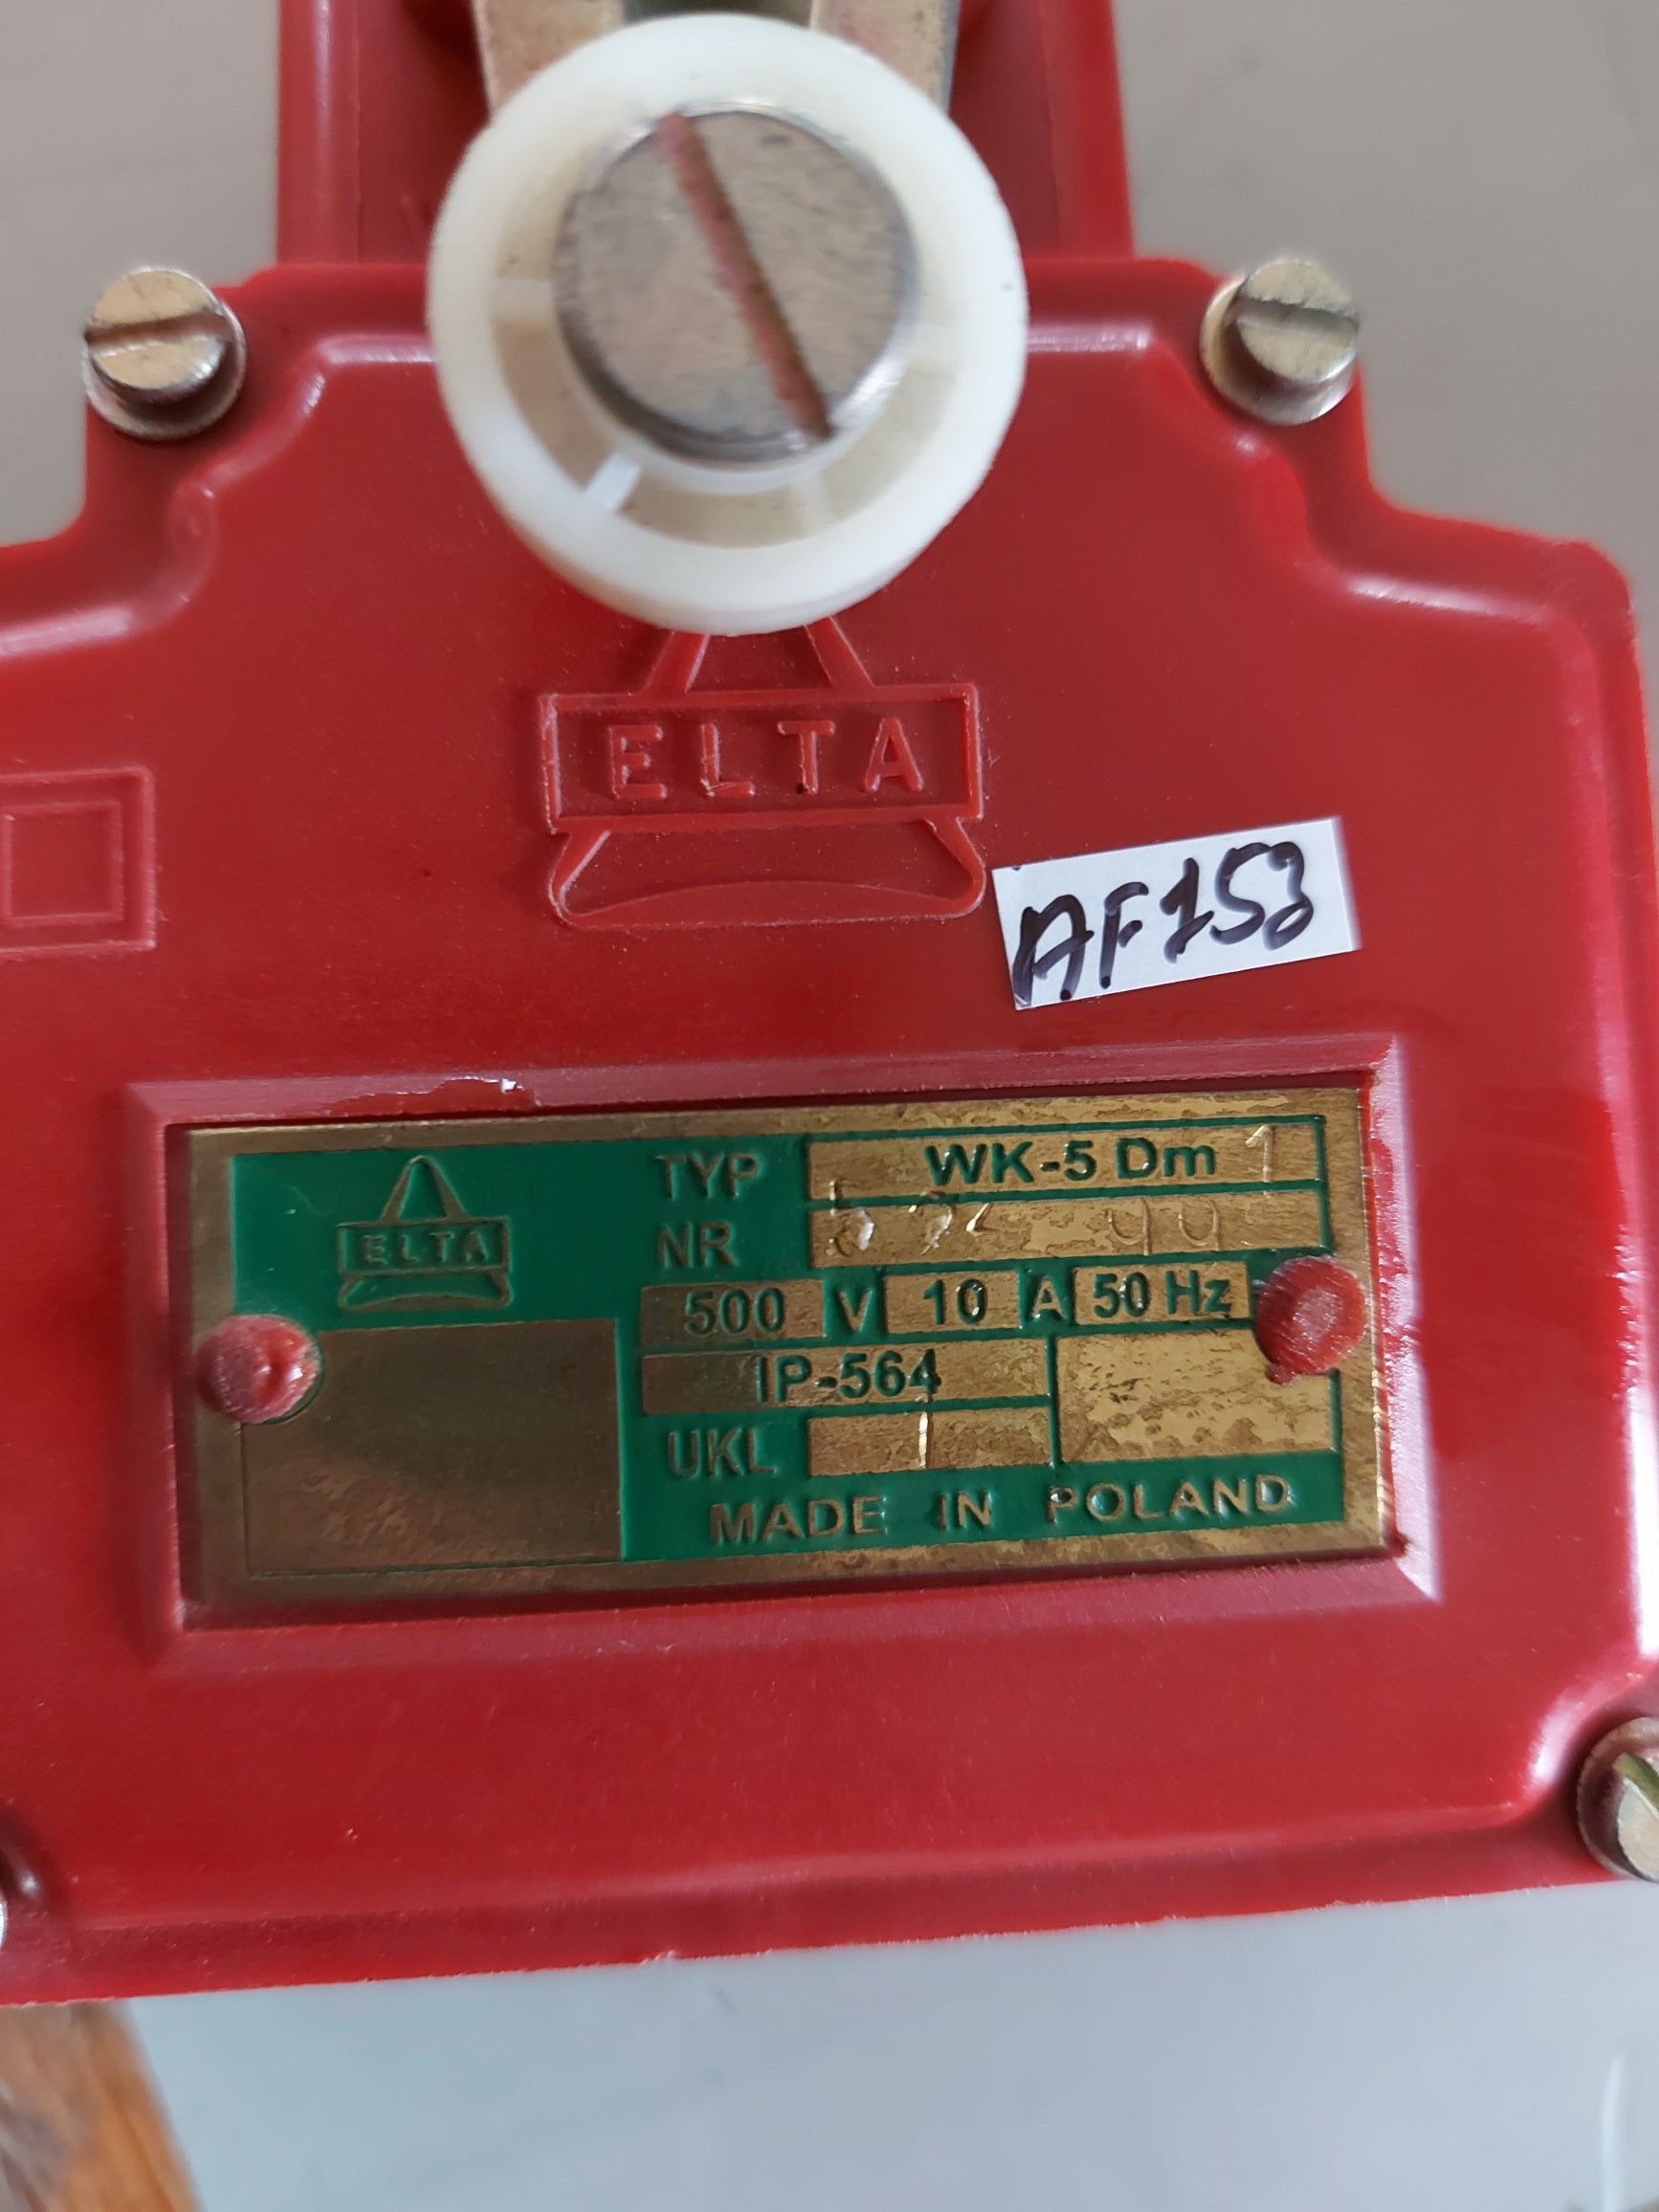 ELTA
AF153
TYP WK-5 Dm 1
ELTA
NR
500 V 10 A 50 Hz
IP-564
UKL 1
MADE IN POLAND